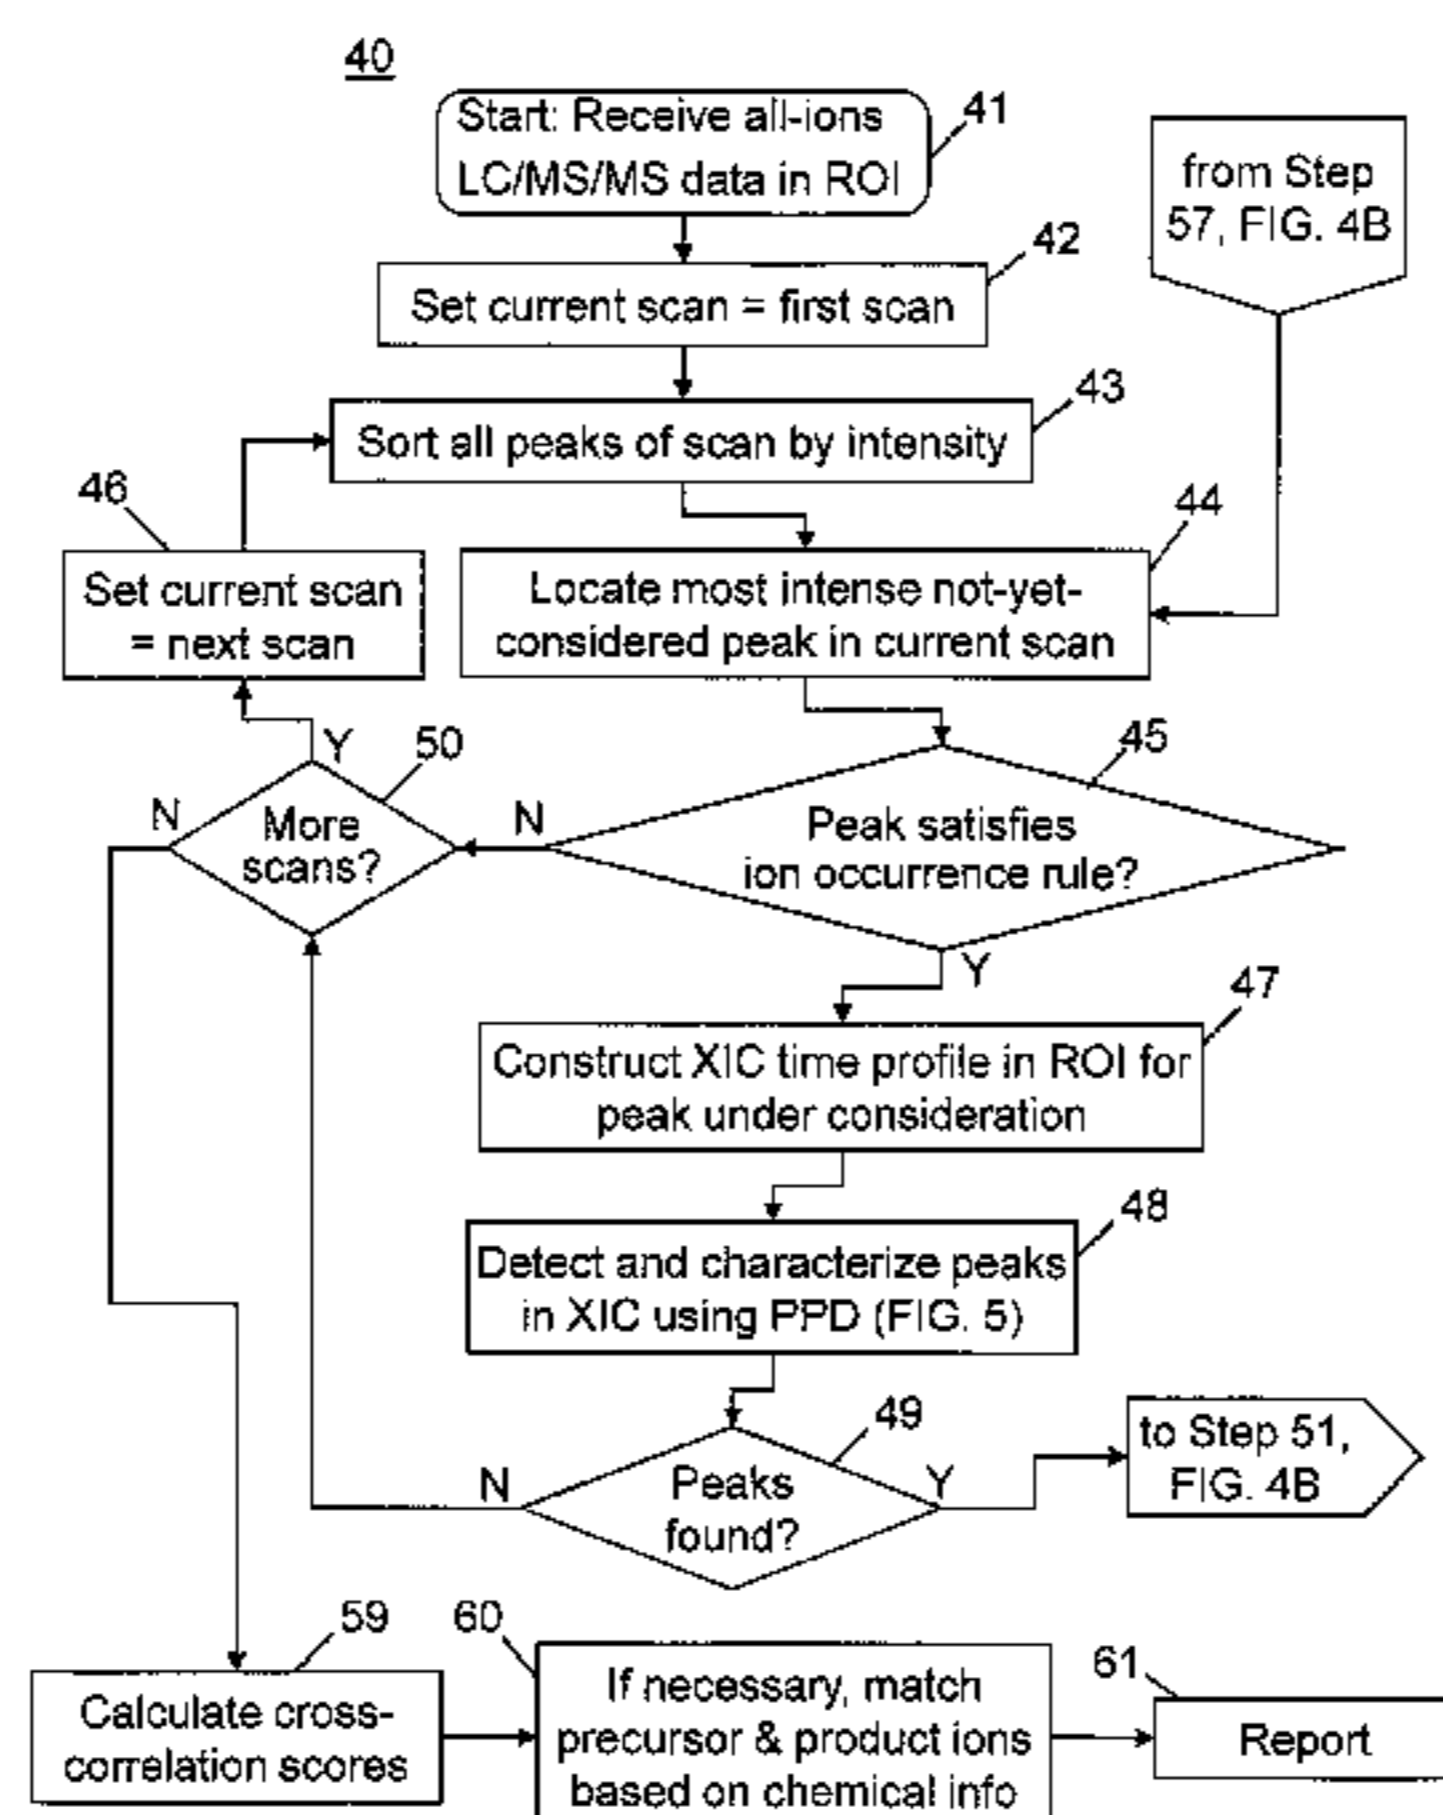 40
Start: Receive all-ions
LC/MS/MS data in ROI
41
from Step
57, FIG. 4B
42
Set current scan = first scan
43
Sort all peaks of scan by intensity
46
Set current scan
= next scan
44
Locate most intense not-yet-
considered peak in current scan
45
Peak satisfies
ion occurrence rule?
N
Y
50
More
scans?
Y
N
47
Construct XIC time profile in ROI for
peak under consideration
48
Detect and characterize peaks
in XIC using PPD (FIG. 5)
49
Peaks
found?
N
Y
to Step 51,
FIG. 4B
59
Calculate cross-
correlation scores
60
If necessary, match
precursor & product ions
based on chemical info
61
Report